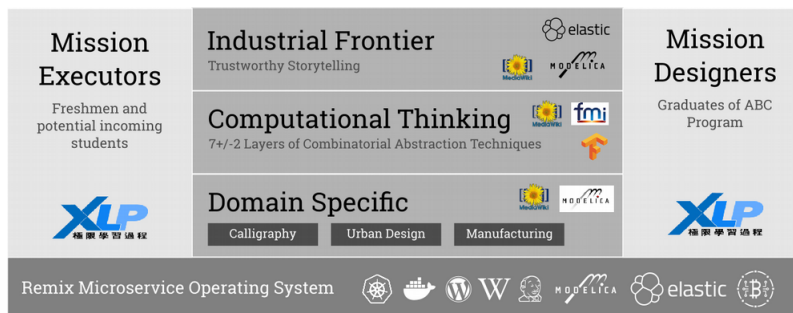 Mission
Executors
Freshmen and
potential incoming
students
XLP
極限學習過程
Industrial Frontier
Trustworthy Storytelling
elastic
MediaWiki
MODELICA
Computational Thinking
7+/-2 Layers of Combinatorial Abstraction Techniques
MediaWiki
fmi
Domain Specific
MediaWiki
MODELICA
Calligraphy
Urban Design
Manufacturing
Mission
Designers
Graduates of ABC
Program
XLP
極限學習過程
Remix Microservice Operating System
W
W
MODELICA
elastic
B